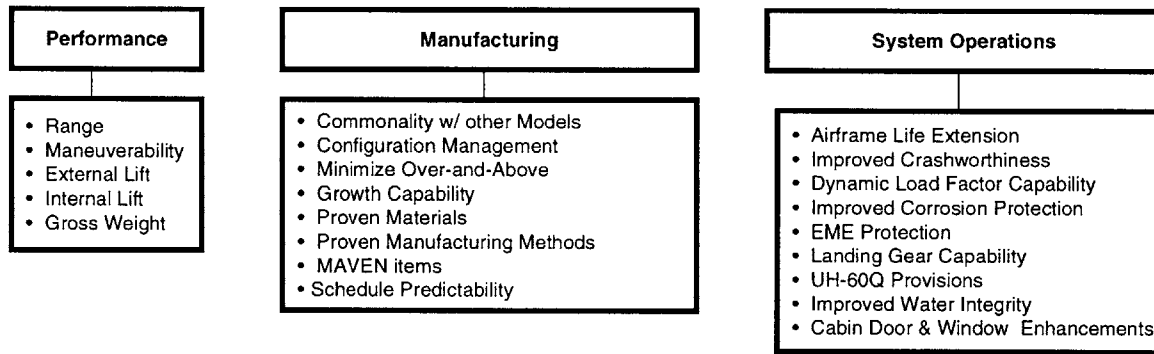 Performance
• Range
• Maneuverability
• External Lift
• Internal Lift
• Gross Weight
Manufacturing
• Commonality w/ other Models
• Configuration Management
• Minimize Over-and-Above
• Growth Capability
• Proven Materials
• Proven Manufacturing Methods
• MAVEN items
• Schedule Predictability
System Operations
• Airframe Life Extension
• Improved Crashworthiness
• Dynamic Load Factor Capability
• Improved Corrosion Protection
• EME Protection
• Landing Gear Capability
• UH-60Q Provisions
• Improved Water Integrity
• Cabin Door & Window Enhancements